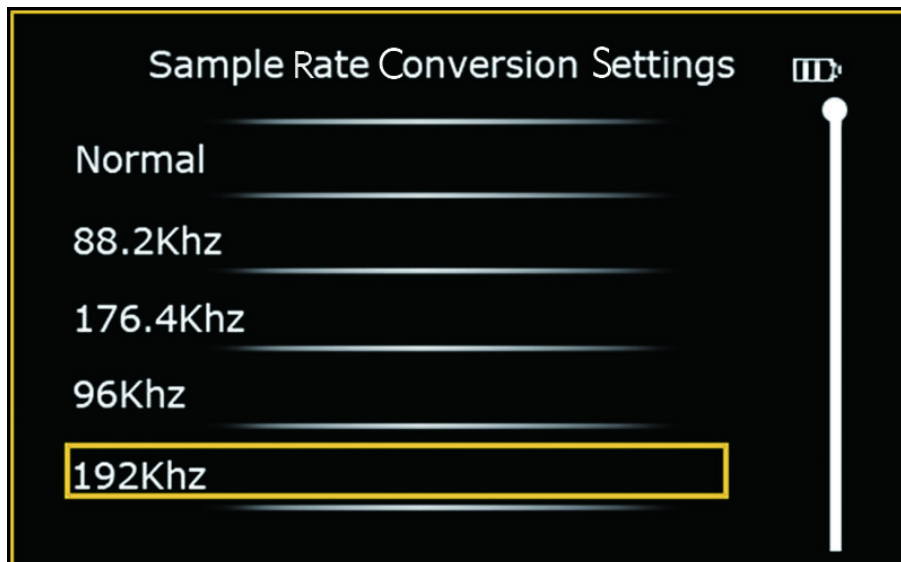 Sample Rate Conversion Settings
Normal
88.2Khz
176.4Khz
96Khz
192Khz